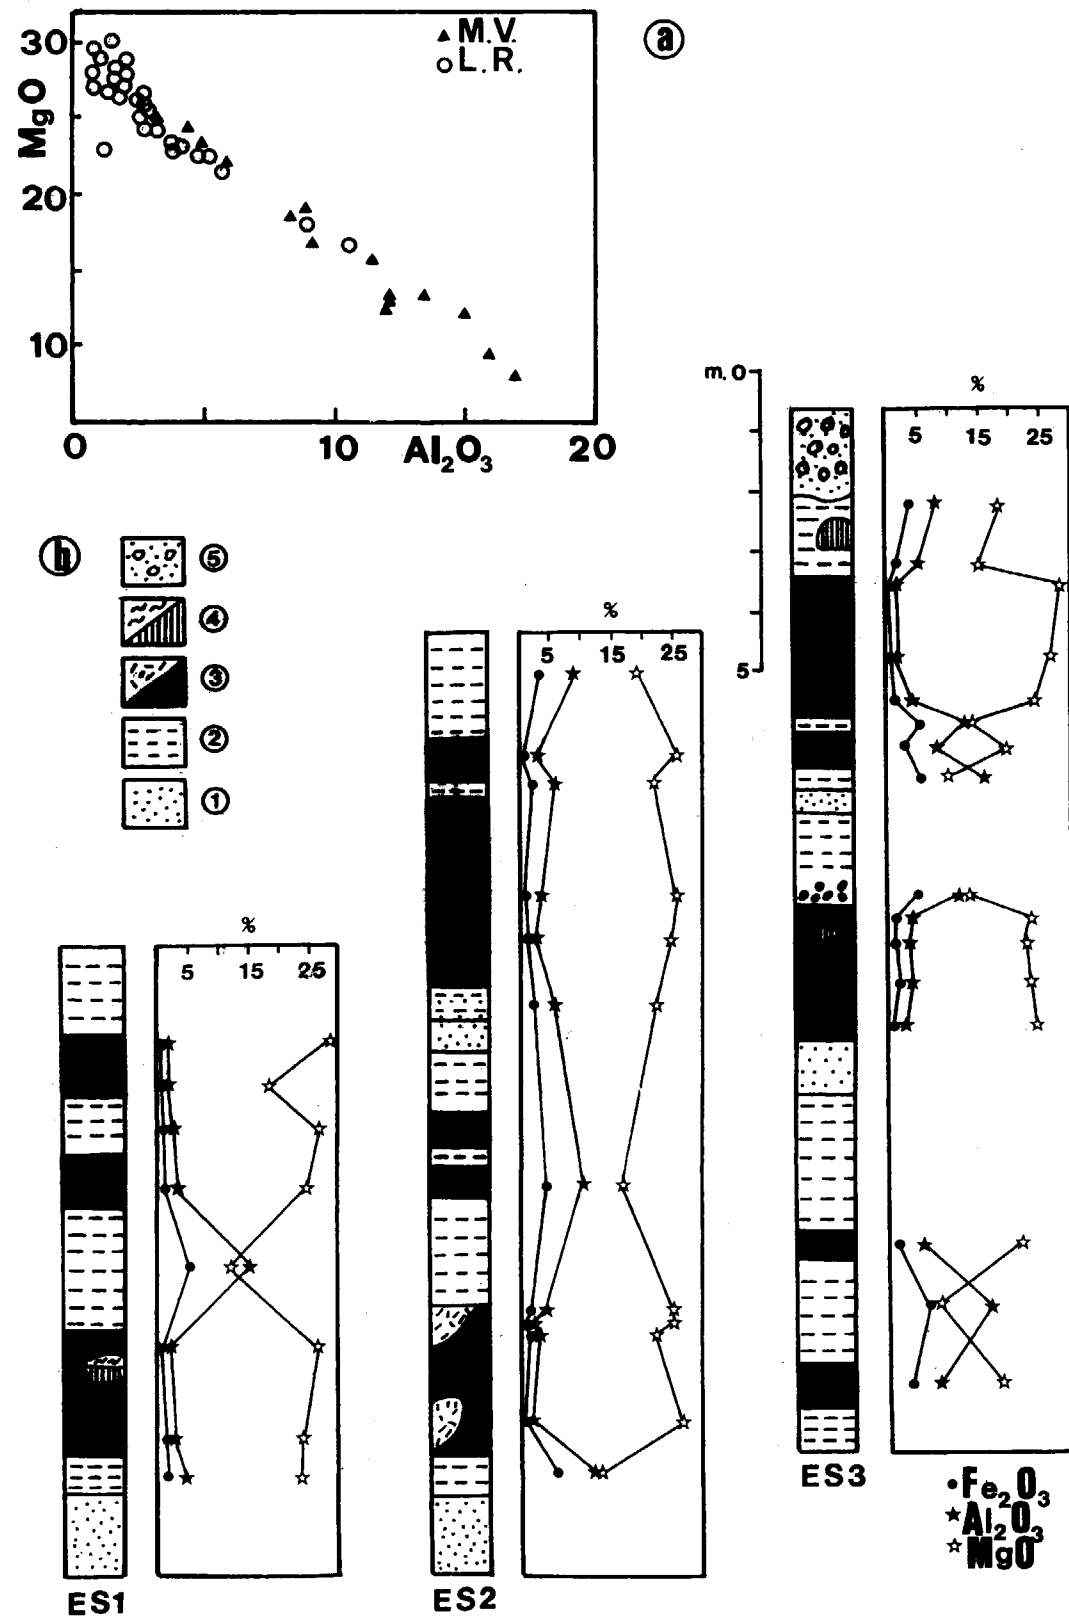 30
20
10
MgO
▲ M.V.
○ L.R.
a
0 10 20
Al₂O₃
h
5
4
3
2
1
m. 0
5
%
5 15 25
ES1
%
5 15 25
ES2
%
5 15 25
ES3
• Fe₂O₃
★ Al₂O₃
☆ MgO